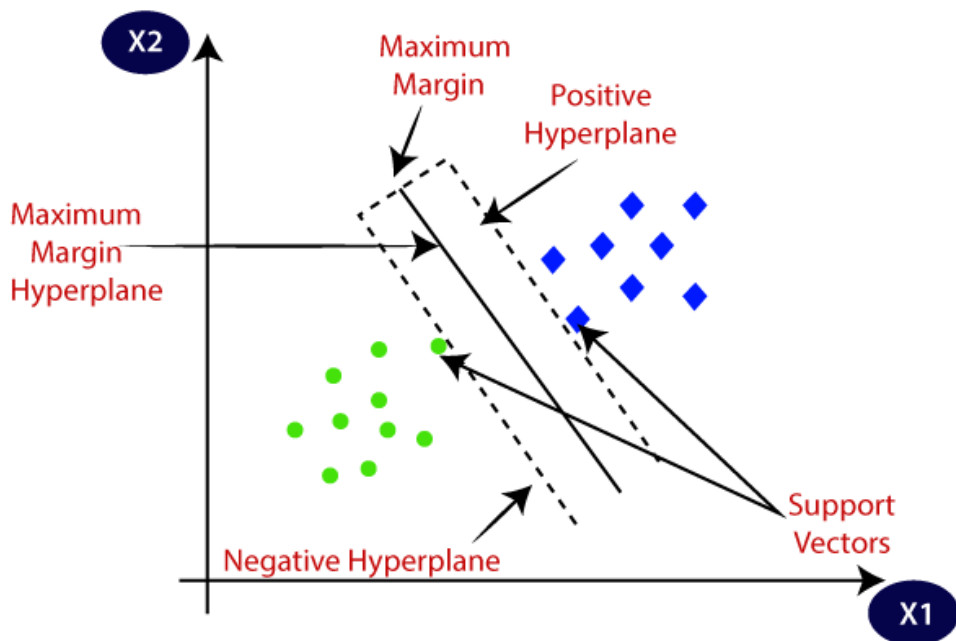 X2
Maximum
Margin
Positive
Hyperplane
Maximum
Margin
Hyperplane
Support
Vectors
Negative Hyperplane
X1